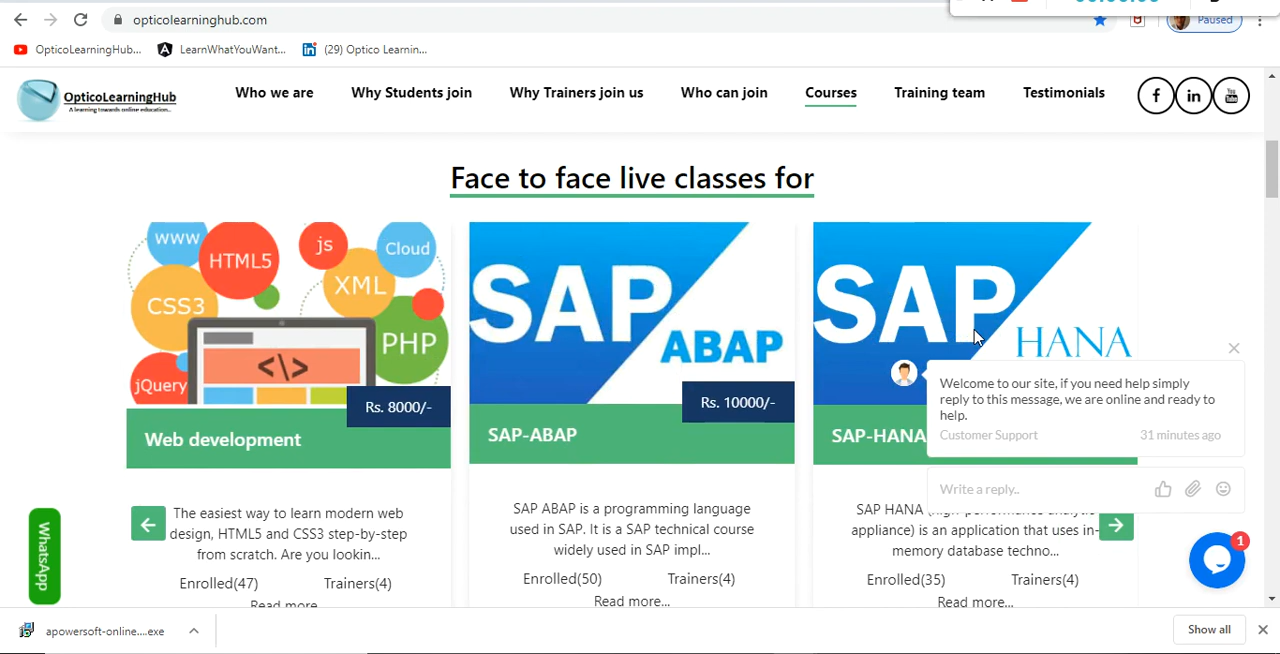 opticolearninghub.com
Paused
OpticoLearningHub...
LearnWhatYouWant...
(29) Optico Learnin...
OpticoLearningHub
A learning towards online education...
Who we are
Why Students join
Why Trainers join us
Who can join
Courses
Training team
Testimonials
You
Tube
Face to face live classes for
www
HTML5
js
Cloud
CSS3
XML
PHP
jQuery
</>
Rs. 8000/-
Web development
The easiest way to learn modern web
design, HTML5 and CSS3 step-by-step
from scratch. Are you lookin...
Enrolled(47) Trainers(4)
Read more...
SAP
ABAP
Rs. 10000/-
SAP-ABAP
SAP ABAP is a programming language
used in SAP. It is a SAP technical course
widely used in SAP impl...
Enrolled(50) Trainers(4)
Read more...
SAP
HANA
SAP-HANA
SAP HANA
appliance) is an application that uses in-
memory database techno...
Enrolled(35) Trainers(4)
Read more...
Welcome to our site, if you need help simply
reply to this message, we are online and ready to
help.
Customer Support 31 minutes ago
Write a reply..
1
WhatsApp
apowersoft-online....exe
Show all